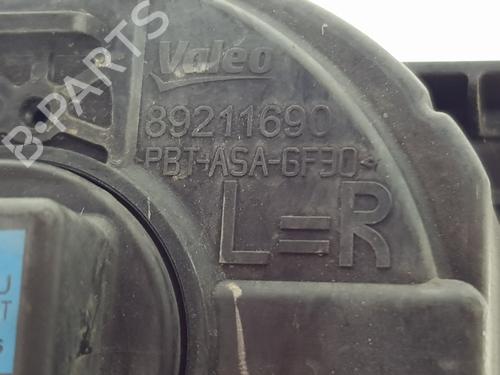 Valeo
89211690
>PBT+ASA-GF30<
L=R
B-PARTS
U
T
s